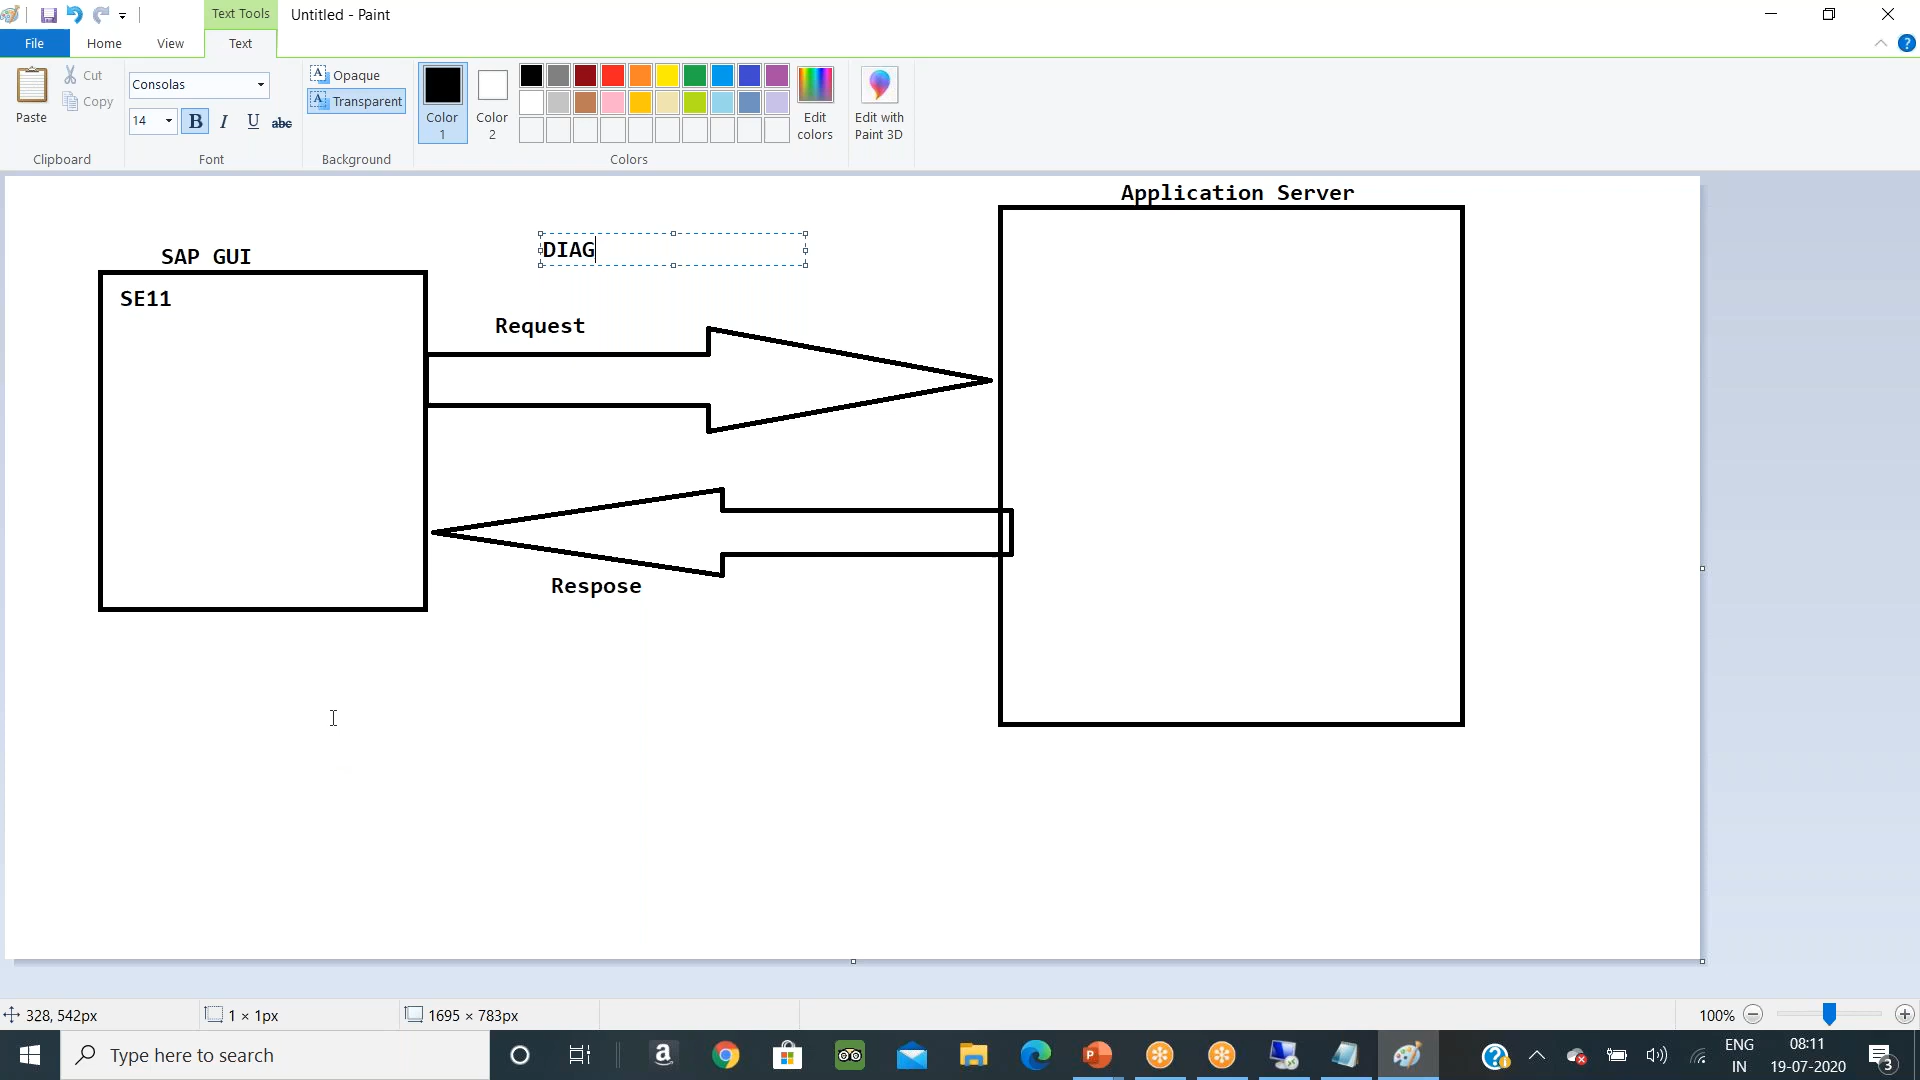 Text Tools
Untitled - Paint
File
Home
View
Text
Paste
Cut
Copy
Clipboard
Consolas
14
B
I
U
abc
Font
A Opaque
A Transparent
Background
Color
1
Color
2
Colors
Edit
colors
Edit with
Paint 3D
Application Server
DIAG
SAP GUI
SE11
Request
Respose
328, 542px
1 × 1px
1695 × 783px
100%
Type here to search
ENG
IN
08:11
19-07-2020
3